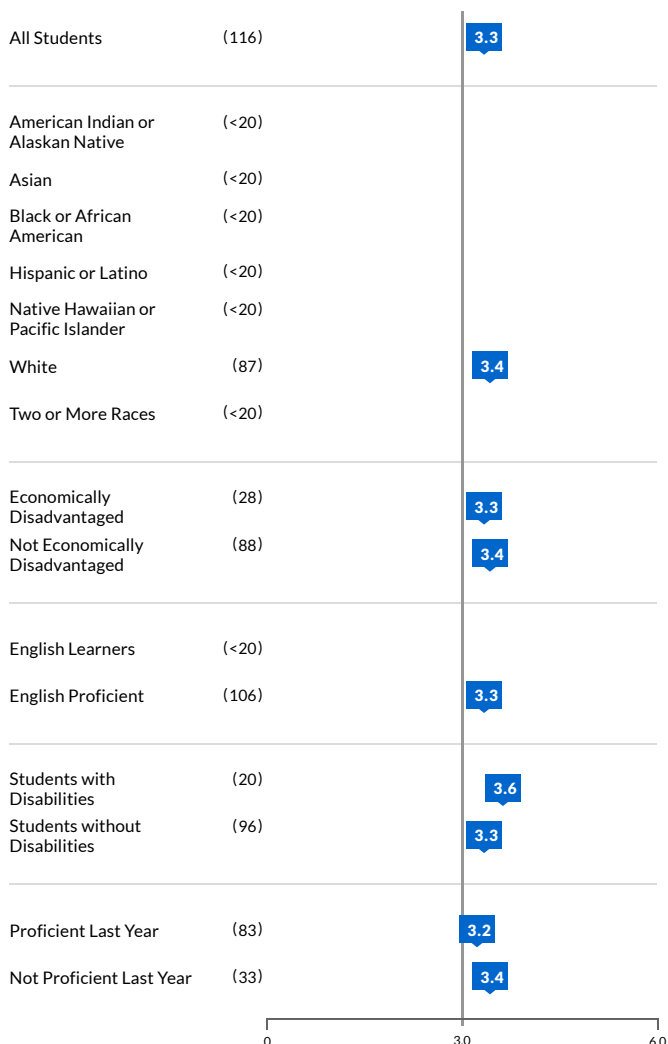 All Students (116) 3.3
American Indian or (<20)
Alaskan Native
Asian (<20)
Black or African (<20)
American
Hispanic or Latino (<20)
Native Hawaiian or (<20)
Pacific Islander
White (87) 3.4
Two or More Races (<20)
Economically (28) 3.3
Disadvantaged
Not Economically (88) 3.4
Disadvantaged
English Learners (<20)
English Proficient (106) 3.3
Students with (20) 3.6
Disabilities
Students without (96) 3.3
Disabilities
Proficient Last Year (83) 3.2
Not Proficient Last Year (33) 3.4
0 3.0 6.0